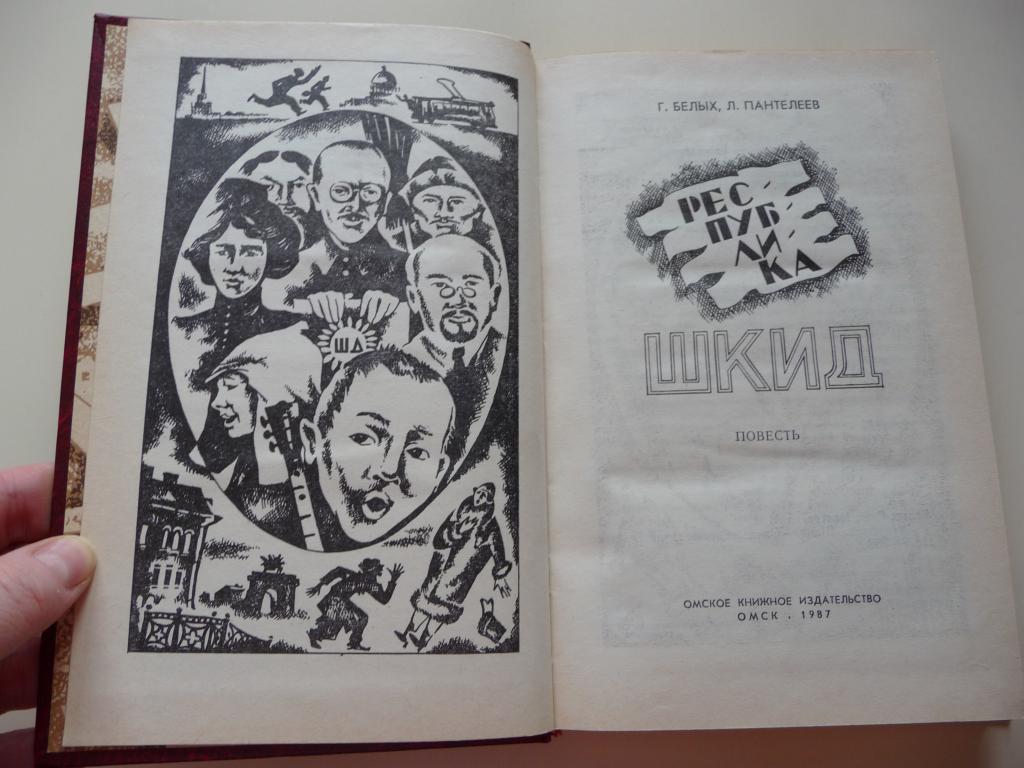 ШД
Г. БЕЛЫХ, Л. ПАНТЕЛЕЕВ
РЕС
ПУБ
ЛИ
КА
ШКИД
ПОВЕСТЬ
ОМСКОЕ КНИЖНОЕ ИЗДАТЕЛЬСТВО
ОМСК . 1987